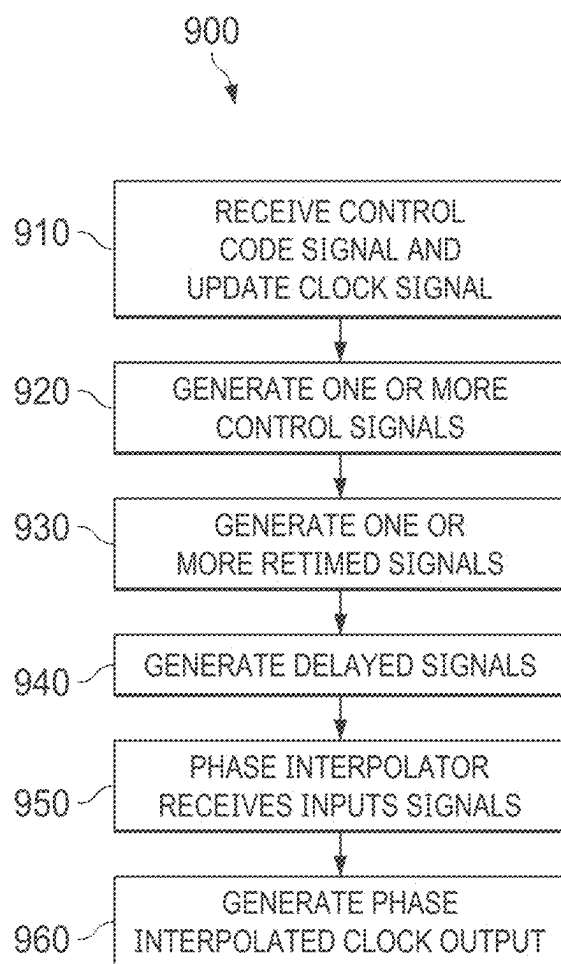 900
910
RECEIVE CONTROL
CODE SIGNAL AND
UPDATE CLOCK SIGNAL
920
GENERATE ONE OR MORE
CONTROL SIGNALS
930
GENERATE ONE OR
MORE RETIMED SIGNALS
940
GENERATE DELAYED SIGNALS
950
PHASE INTERPOLATOR
RECEIVES INPUTS SIGNALS
960
GENERATE PHASE
INTERPOLATED CLOCK OUTPUT